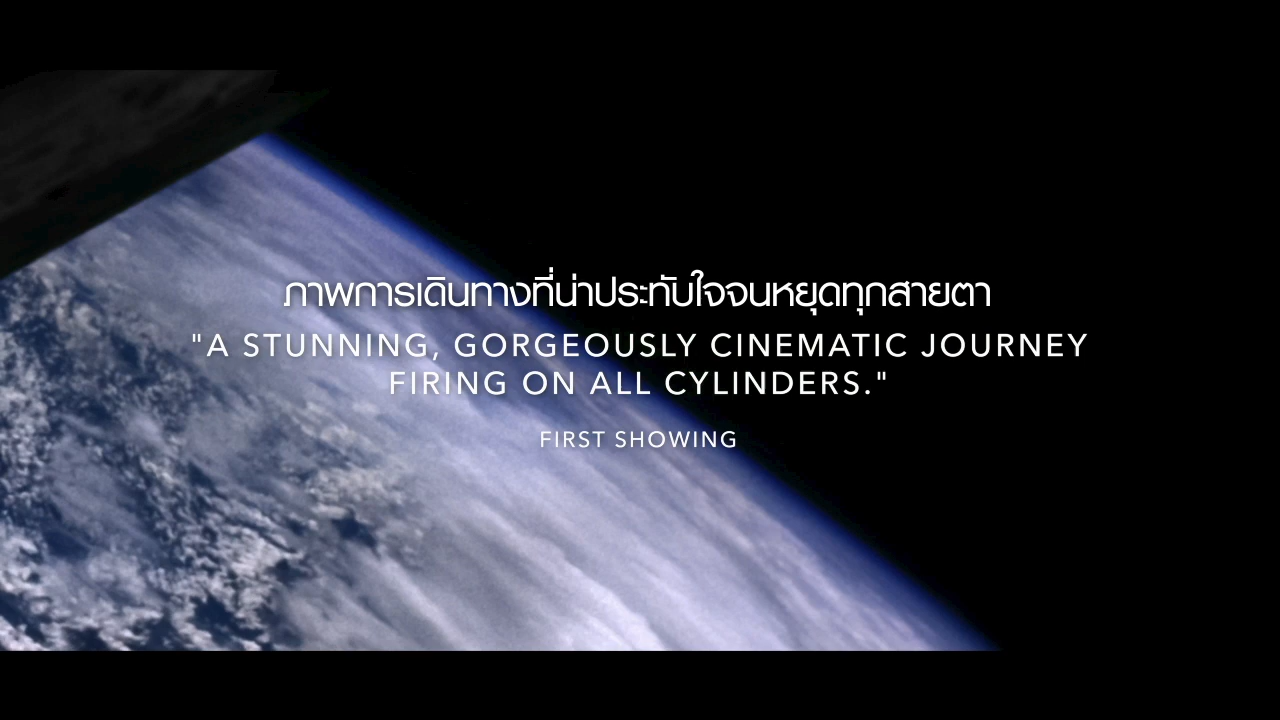 ภาพการเดินทางที่น่าประทับใจจนหยุดทุกสายตา
"A STUNNING, GORGEOUSLY CINEMATIC JOURNEY
FIRING ON ALL CYLINDERS."
FIRST SHOWING